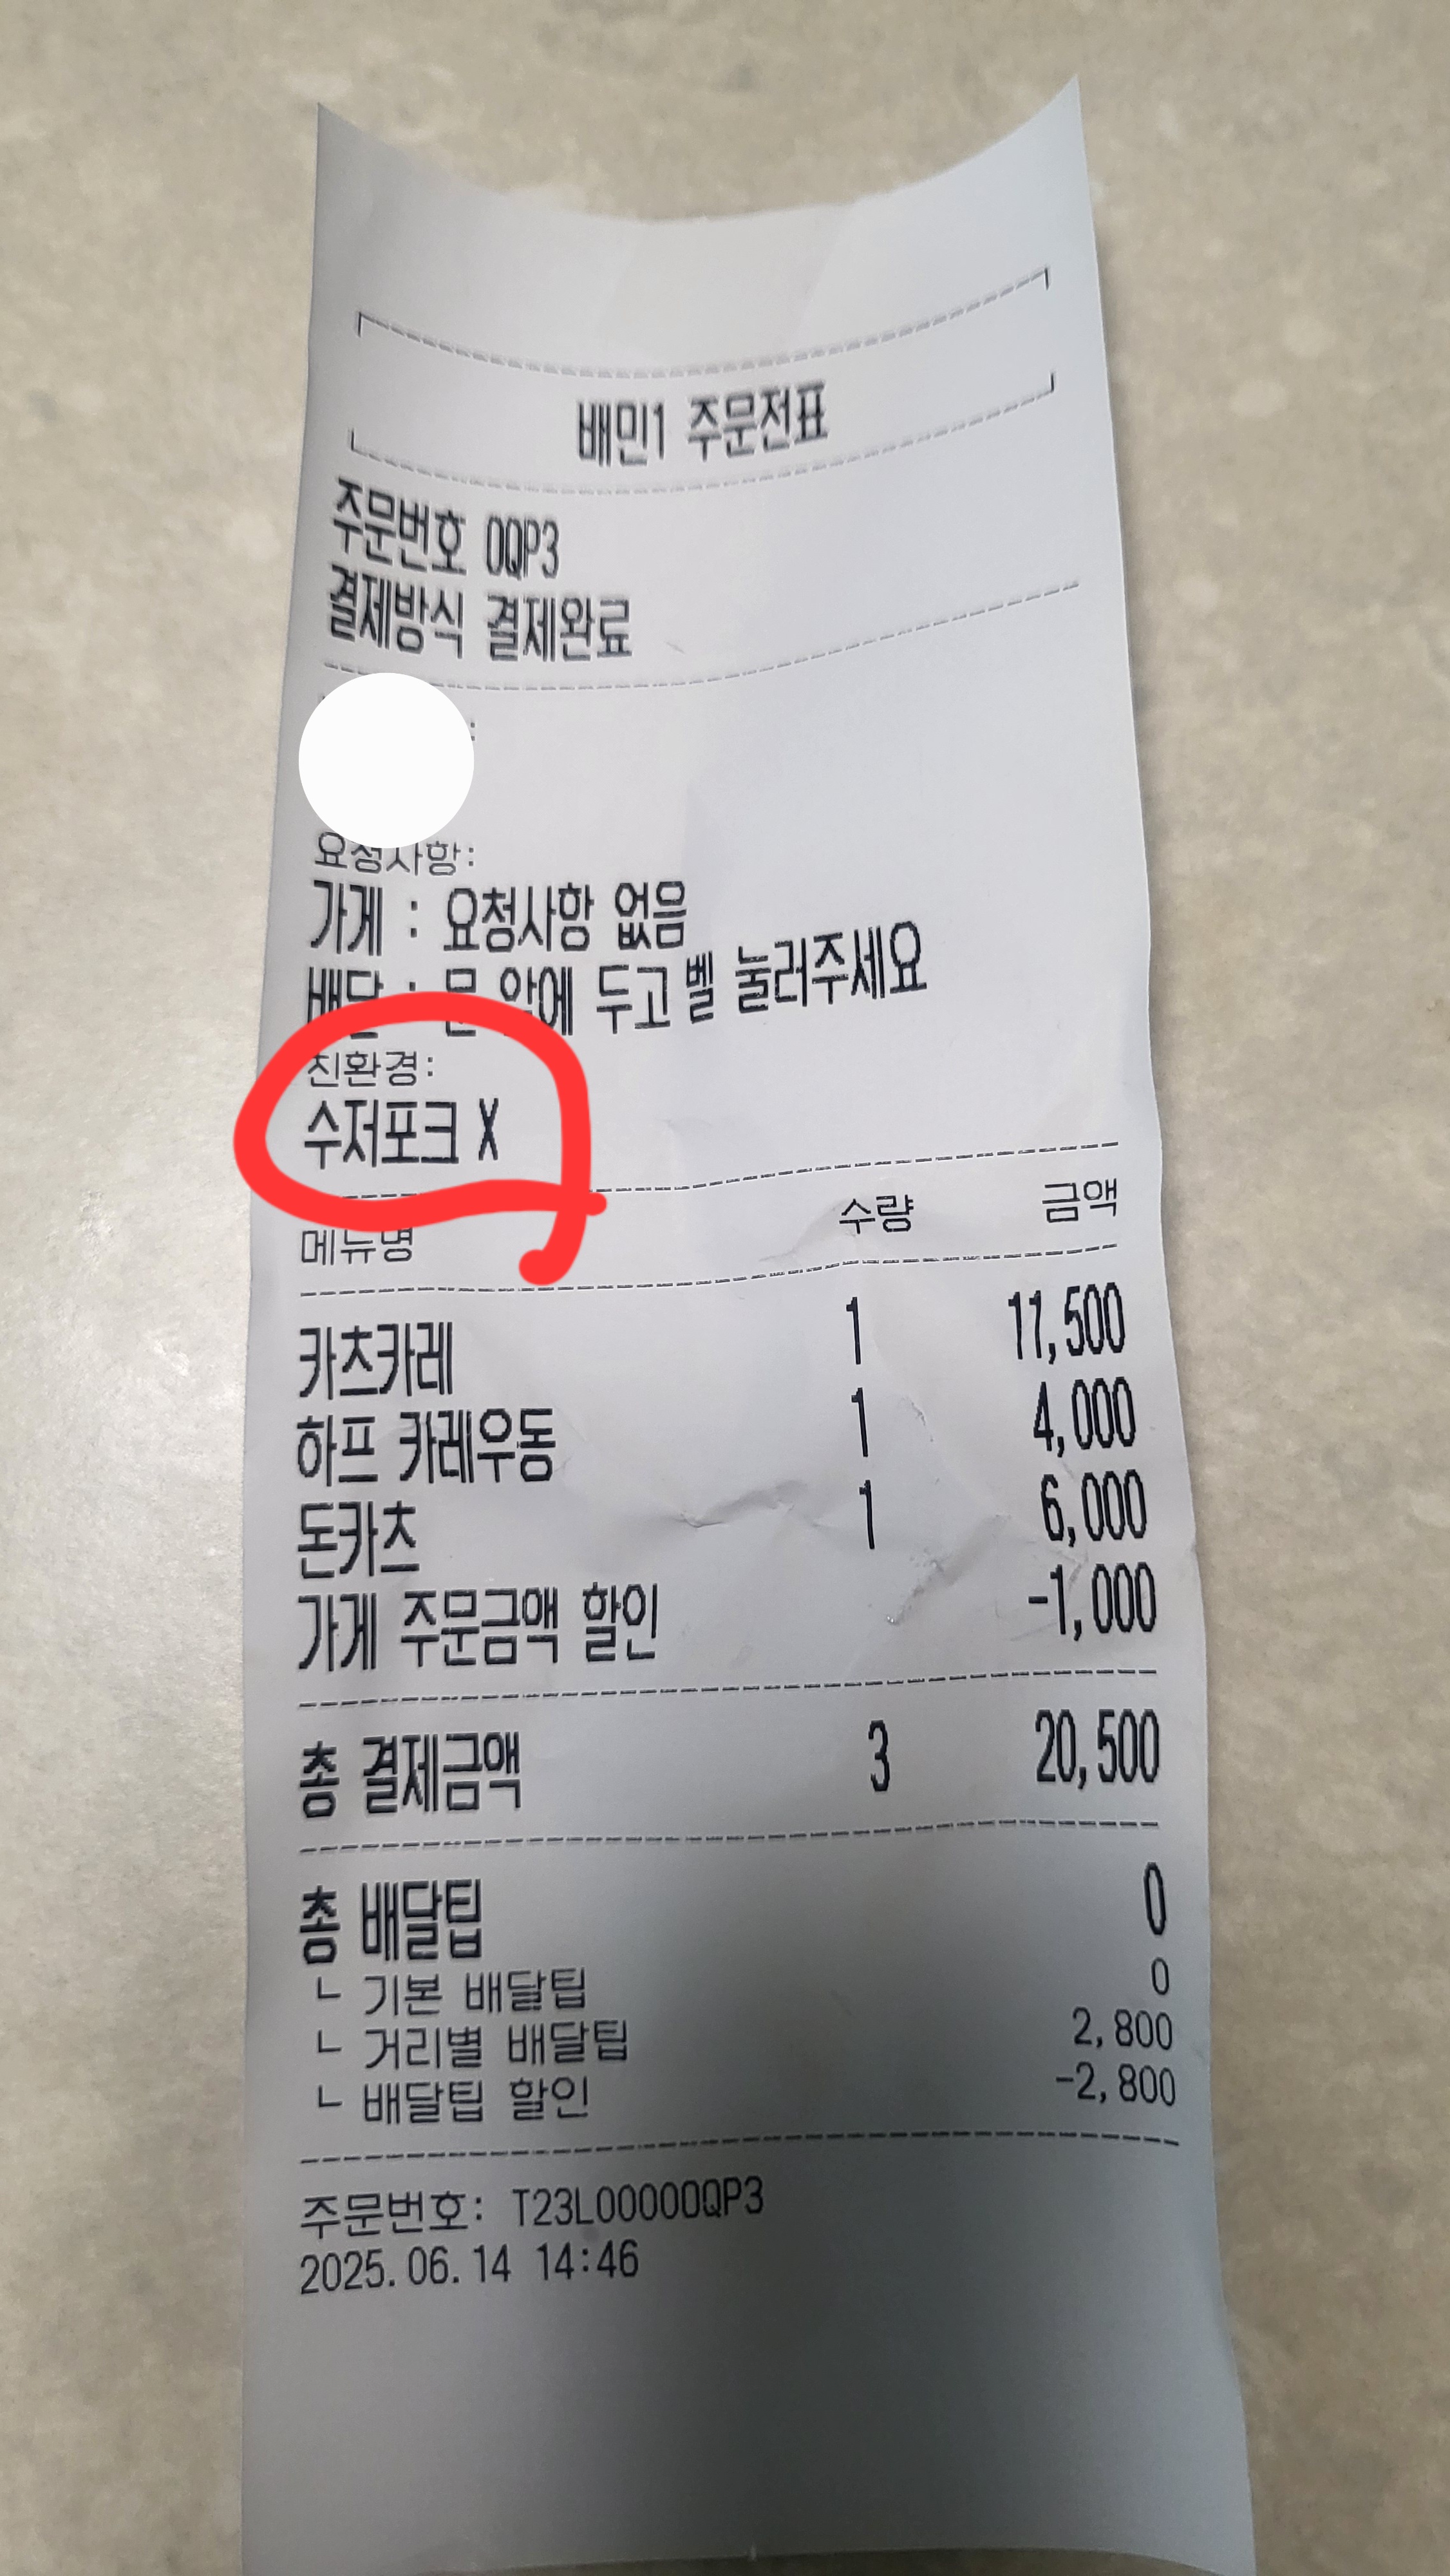 배민1 주문전표
주문번호 0QP3
결제방식 결제완료
:
요청사항:
가게 : 요청사항 없음
배달 : 문 앞에 두고 벨 눌러주세요
친환경:
수저포크 X
메뉴명 수량 금액
카츠카레 1 11,500
하프 카레우동 1 4,000
돈카츠 1 6,000
가게 주문금액 할인 -1,000
총 결제금액 3 20,500
총 배달팁 0
ㄴ 기본 배달팁 0
ㄴ 거리별 배달팁 2,800
ㄴ 배달팁 할인 -2,800
주문번호: T23L00000QP3
2025.06.14 14:46